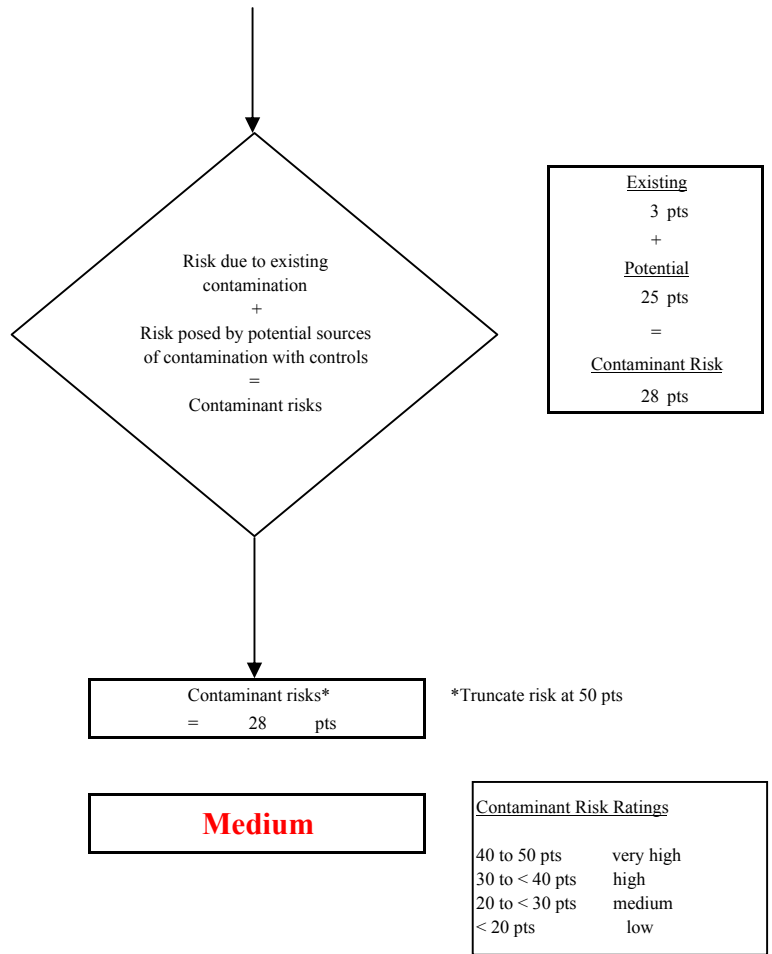 Risk due to existing
contamination
+
Risk posed by potential sources
of contamination with controls
=
Contaminant risks
Existing
3 pts
+
Potential
25 pts
=
Contaminant Risk
28 pts
Contaminant risks*
= 28 pts
*Truncate risk at 50 pts
Medium
Contaminant Risk Ratings
40 to 50 pts very high
30 to < 40 pts high
20 to < 30 pts medium
< 20 pts low